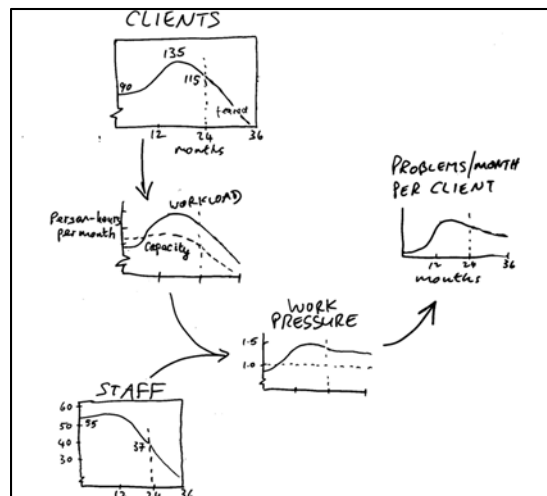 CLIENTS
135
90
115
feared
12
24
36
months
PROBLEMS/MONTH
PER CLIENT
12
24
36
months
Person-hours
per month
WORKLOAD
Capacity
WORK
PRESSURE
1.5
1.0
STAFF
60
50
40
30
55
37
12
24
36